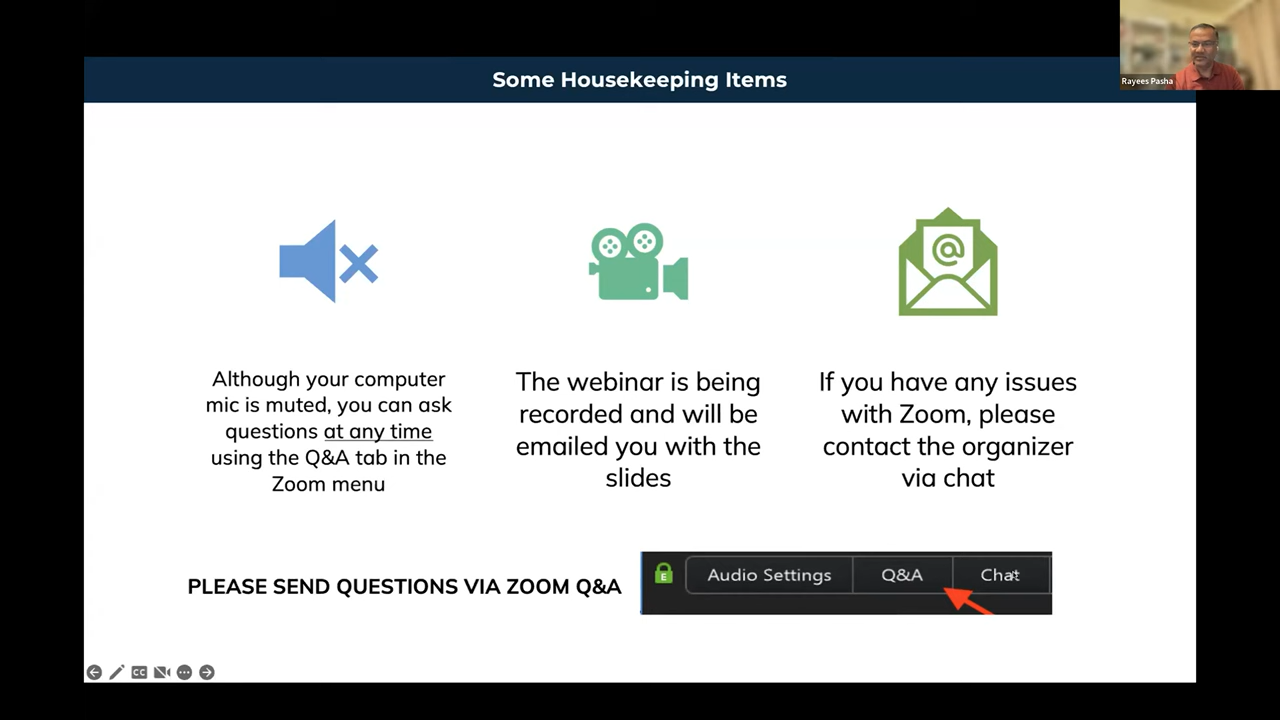 Some Housekeeping Items
Rayees Pasha
@
Although your computer
mic is muted, you can ask
questions at any time
using the Q&A tab in the
Zoom menu
The webinar is being
recorded and will be
emailed you with the
slides
If you have any issues
with Zoom, please
contact the organizer
via chat
PLEASE SEND QUESTIONS VIA ZOOM Q&A
E
Audio Settings
Q&A
Chat
CC